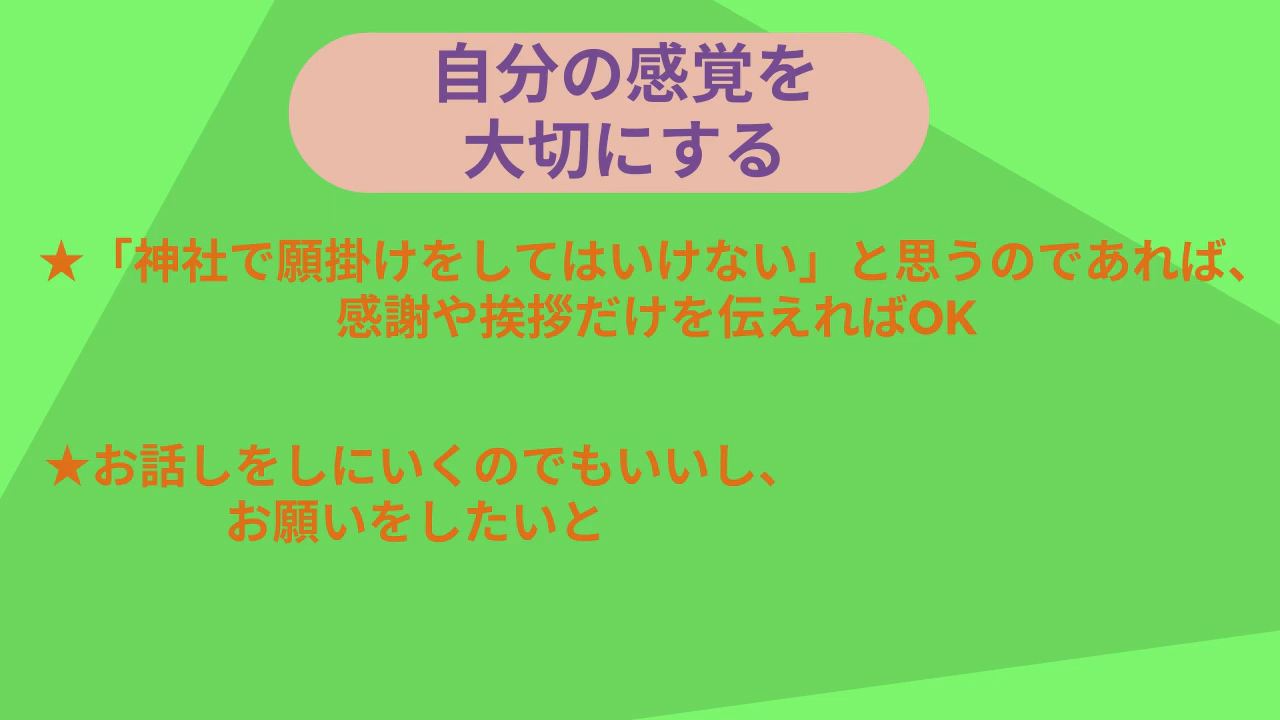 自分の感覚を
大切にする
★「神社で願掛けをしてはいけない」と思うのであれば、
感謝や挨拶だけを伝えればOK
★お話しをしにいくのでもいいし、
お願いをしたいと